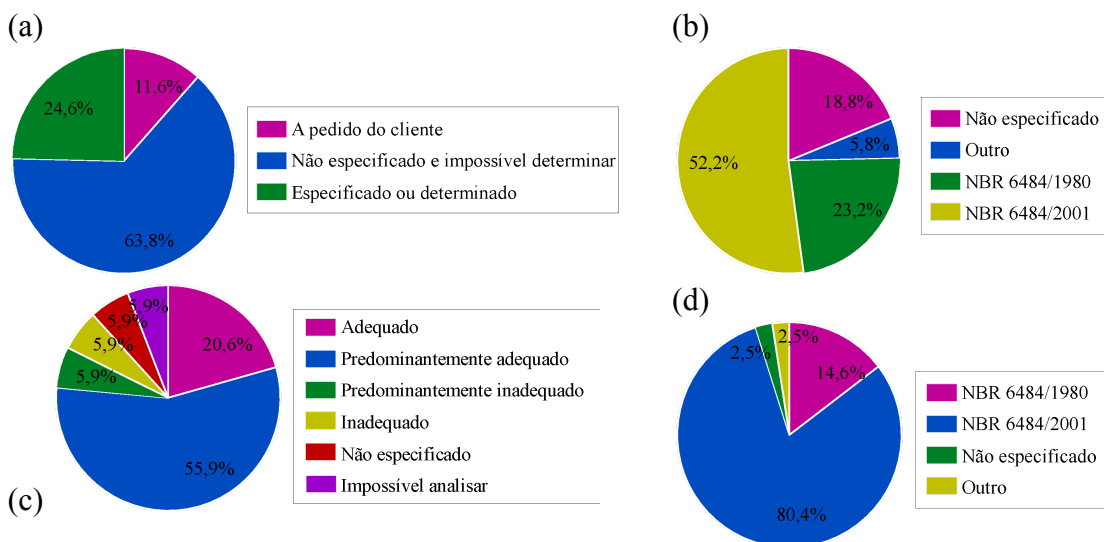 (a)
11,6%
24,6%
63,8%
A pedido do cliente
Não especificado e impossível determinar
Especificado ou determinado
(b)
18,8%
5,8%
52,2%
23,2%
Não especificado
Outro
NBR 6484/1980
NBR 6484/2001
5,9%
5,9%
20,6%
5,9%
5,9%
55,9%
Adequado
Predominantemente adequado
Predominantemente inadequado
Inadequado
Não especificado
Impossível analisar
(c)
(d)
2,5%
2,5%
14,6%
80,4%
NBR 6484/1980
NBR 6484/2001
Não especificado
Outro